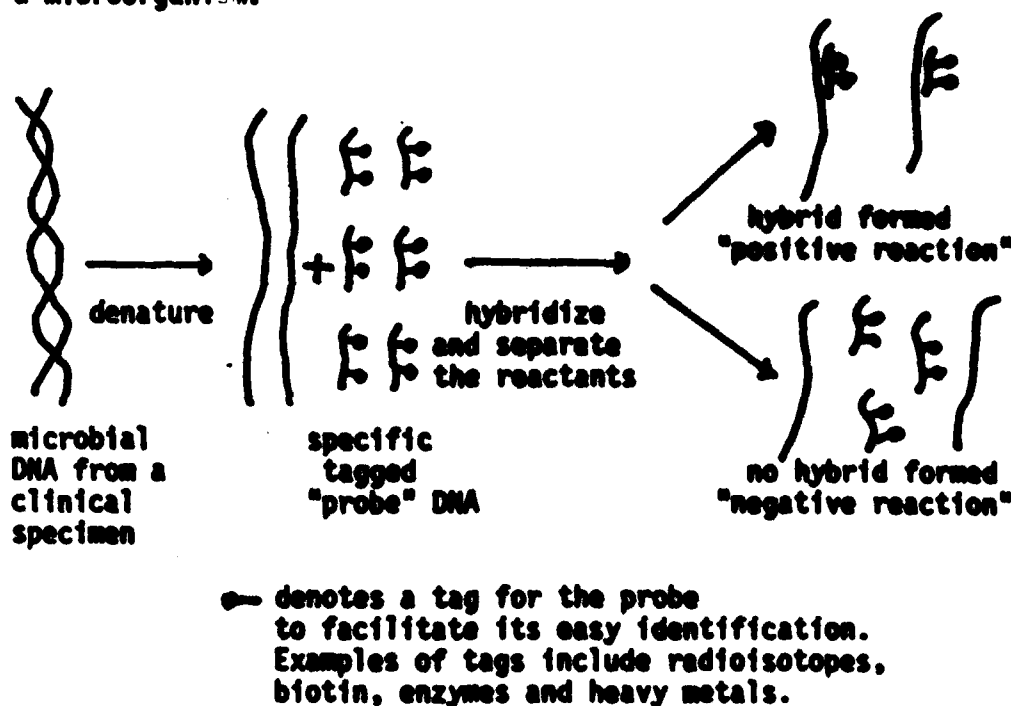 hybrid formed
"positive reaction"
+
denature
hybridize
and separate
the reactants
microbial
DNA from a
clinical
specimen
specific
tagged
"probe" DNA
no hybrid formed
"negative reaction"
denotes a tag for the probe
to facilitate its easy identification.
Examples of tags include radioisotopes,
biotin, enzymes and heavy metals.